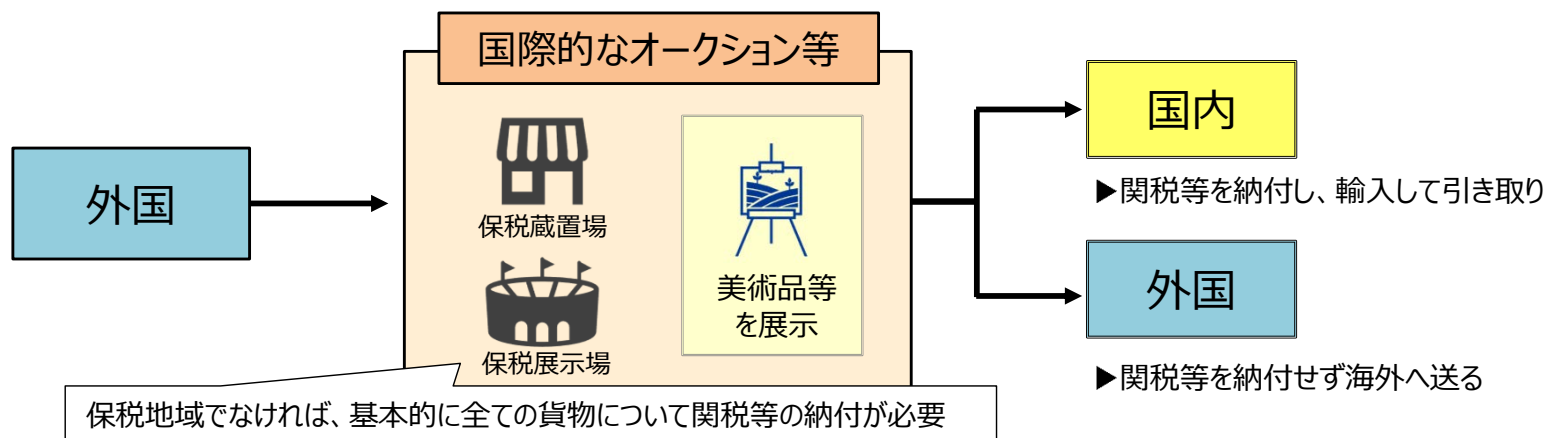 国際的なオークション等
外国
保税蔵置場
保税展示場
美術品等
を展示
国内
▶関税等を納付し、輸入して引き取り
外国
▶関税等を納付せず海外へ送る
保税地域でなければ、基本的に全ての貨物について関税等の納付が必要